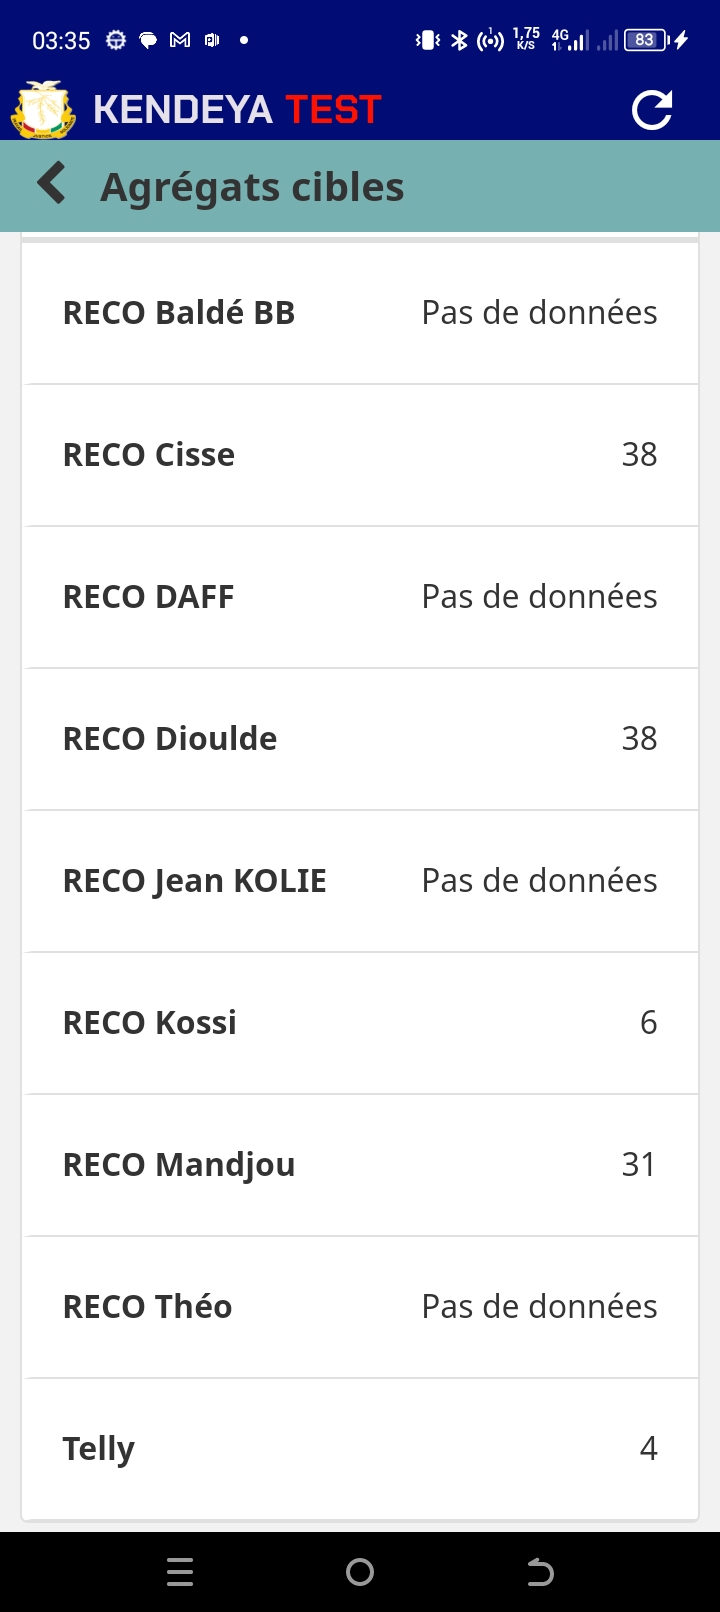 03:35
1,75 K/S
4G
83
KENDEYA TEST
Agrégats cibles
RECO Baldé BB Pas de données
RECO Cisse 38
RECO DAFF Pas de données
RECO Dioulde 38
RECO Jean KOLIE Pas de données
RECO Kossi 6
RECO Mandjou 31
RECO Théo Pas de données
Telly 4